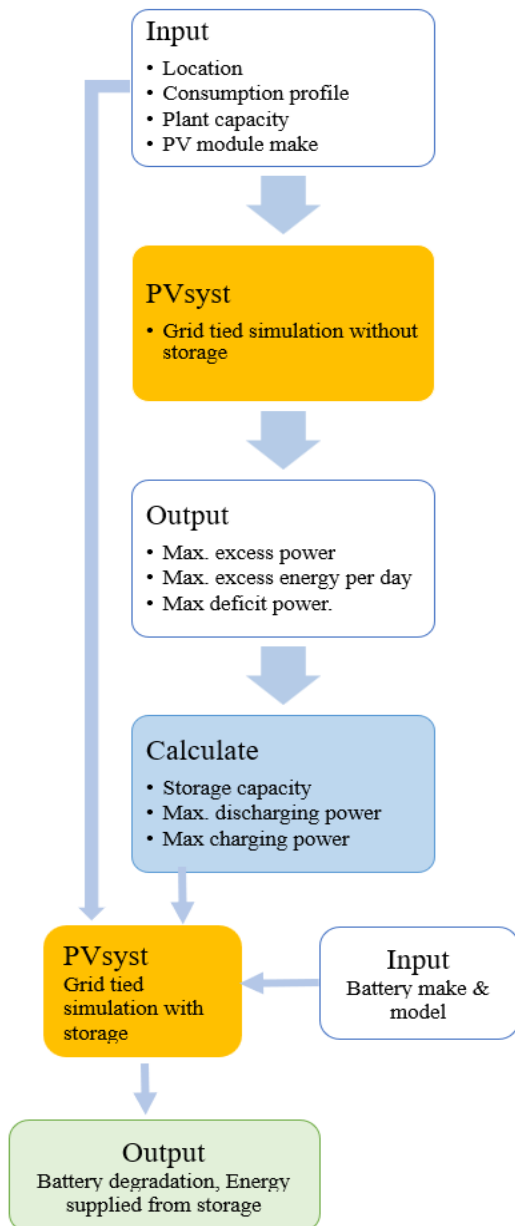 Input
• Location
• Consumption profile
• Plant capacity
• PV module make
PVsyst
• Grid tied simulation without
storage
Output
• Max. excess power
• Max. excess energy per day
• Max deficit power.
Calculate
• Storage capacity
• Max. discharging power
• Max charging power
PVsyst
Grid tied
simulation with
storage
Input
Battery make &
model
Output
Battery degradation, Energy
supplied from storage